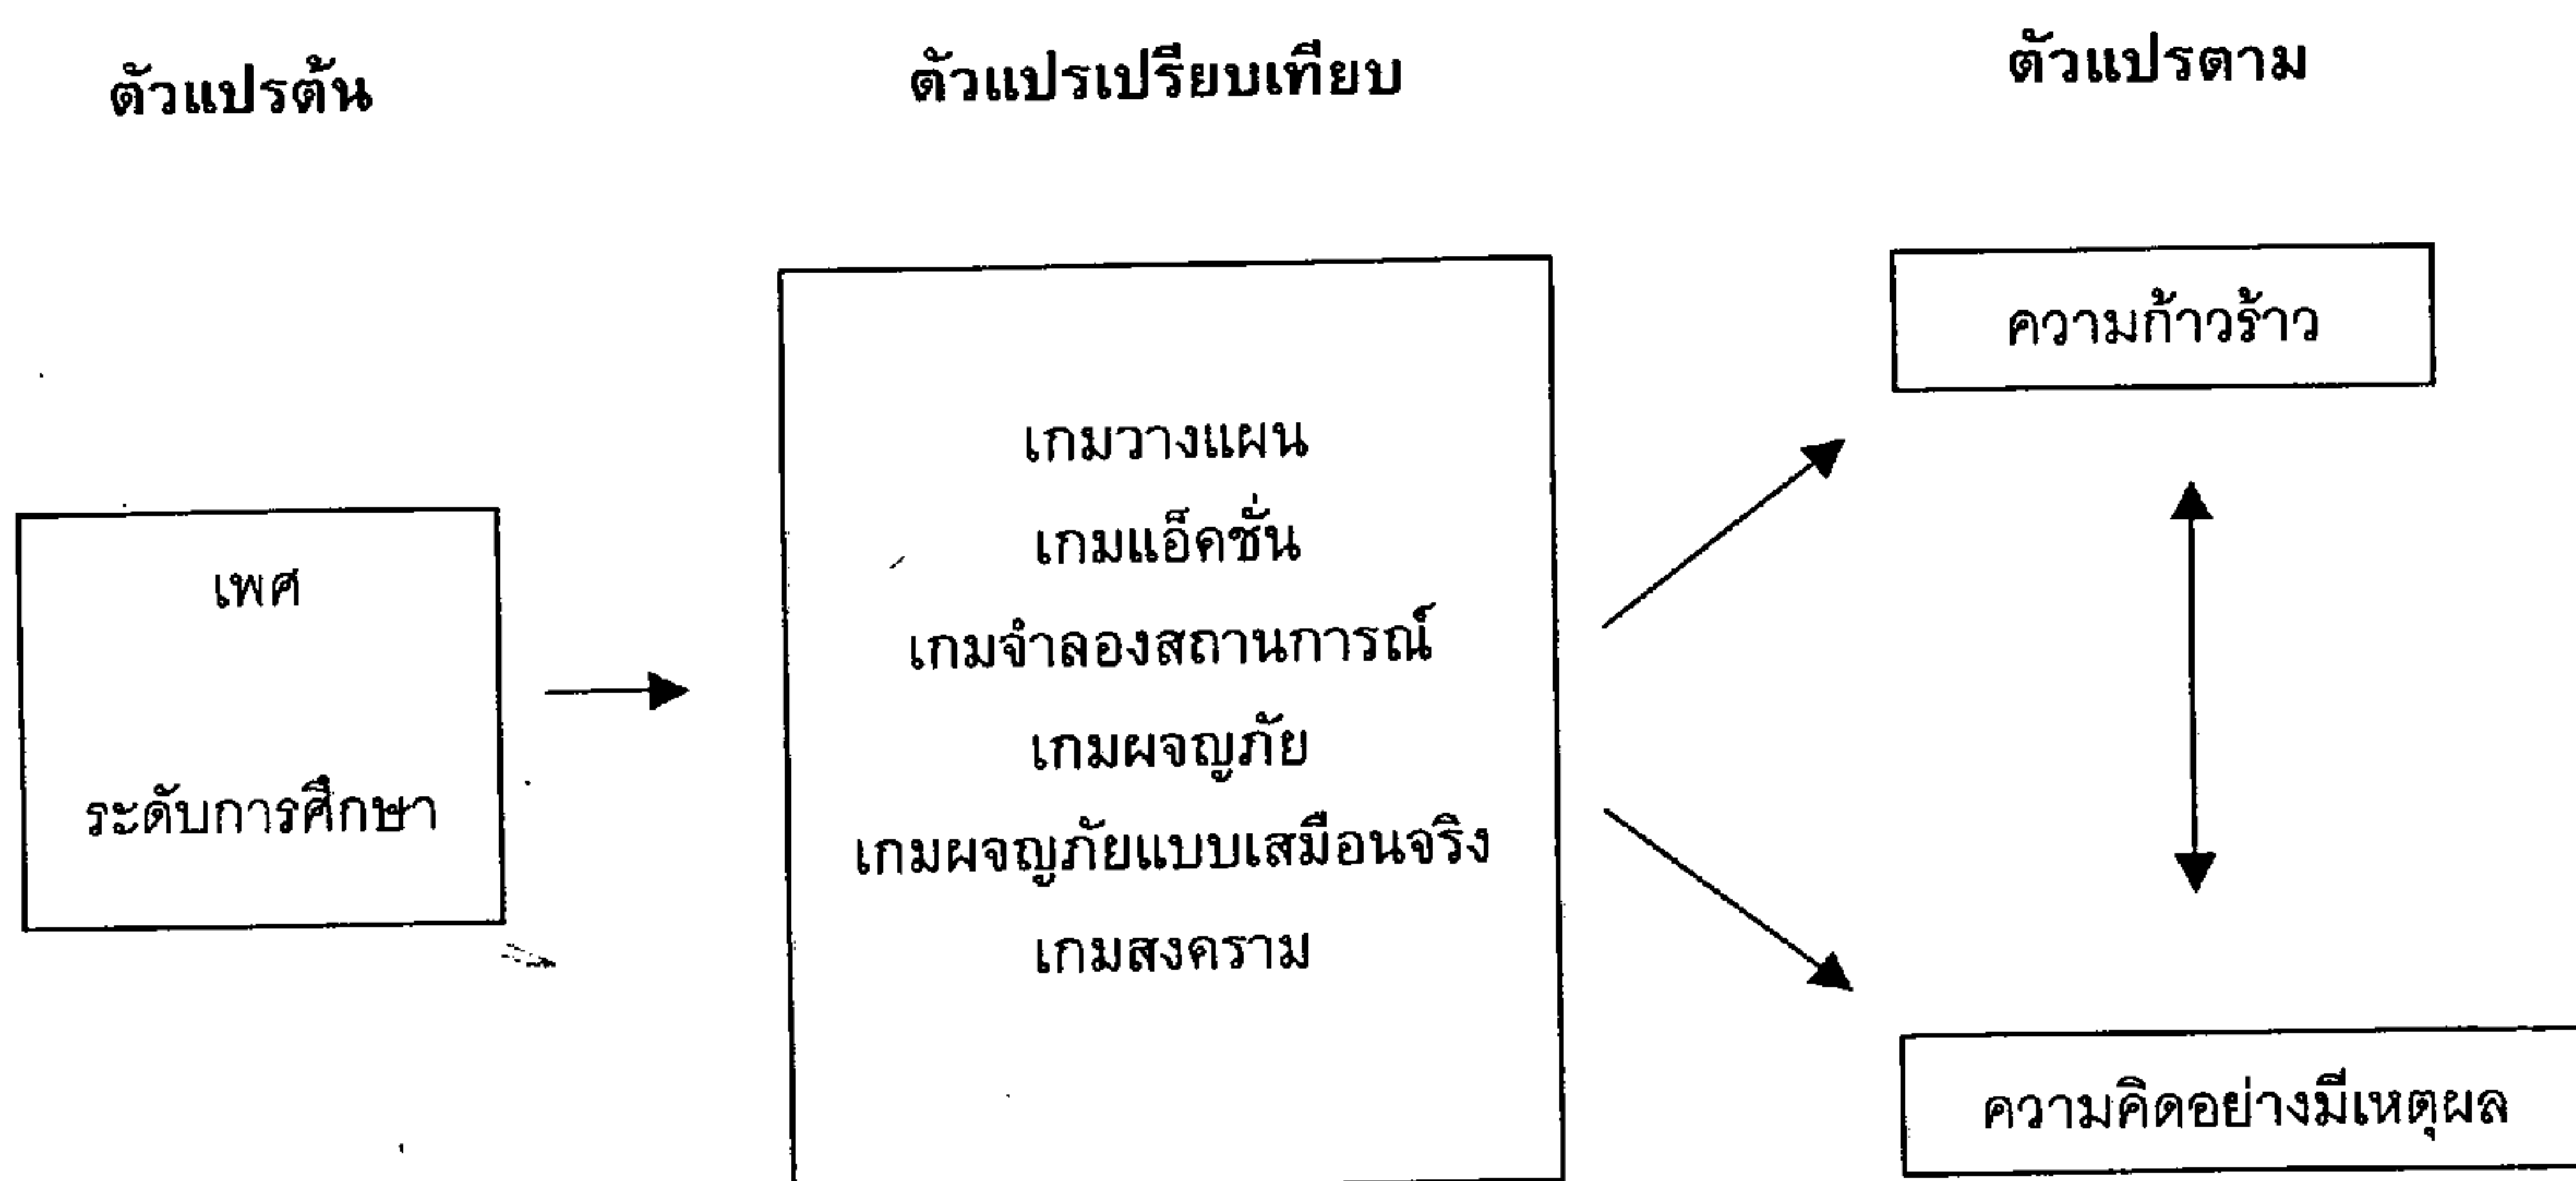 ตัวแปรต้น
ตัวแปรเปรียบเทียบ
ตัวแปรตาม
เพศ
ระดับการศึกษา
เกมวางแผน
เกมแอ็คชั่น
เกมจำลองสถานการณ์
เกมผจญภัย
เกมผจญภัยแบบเสมือนจริง
เกมสงคราม
ความก้าวร้าว
ความคิดอย่างมีเหตุผล